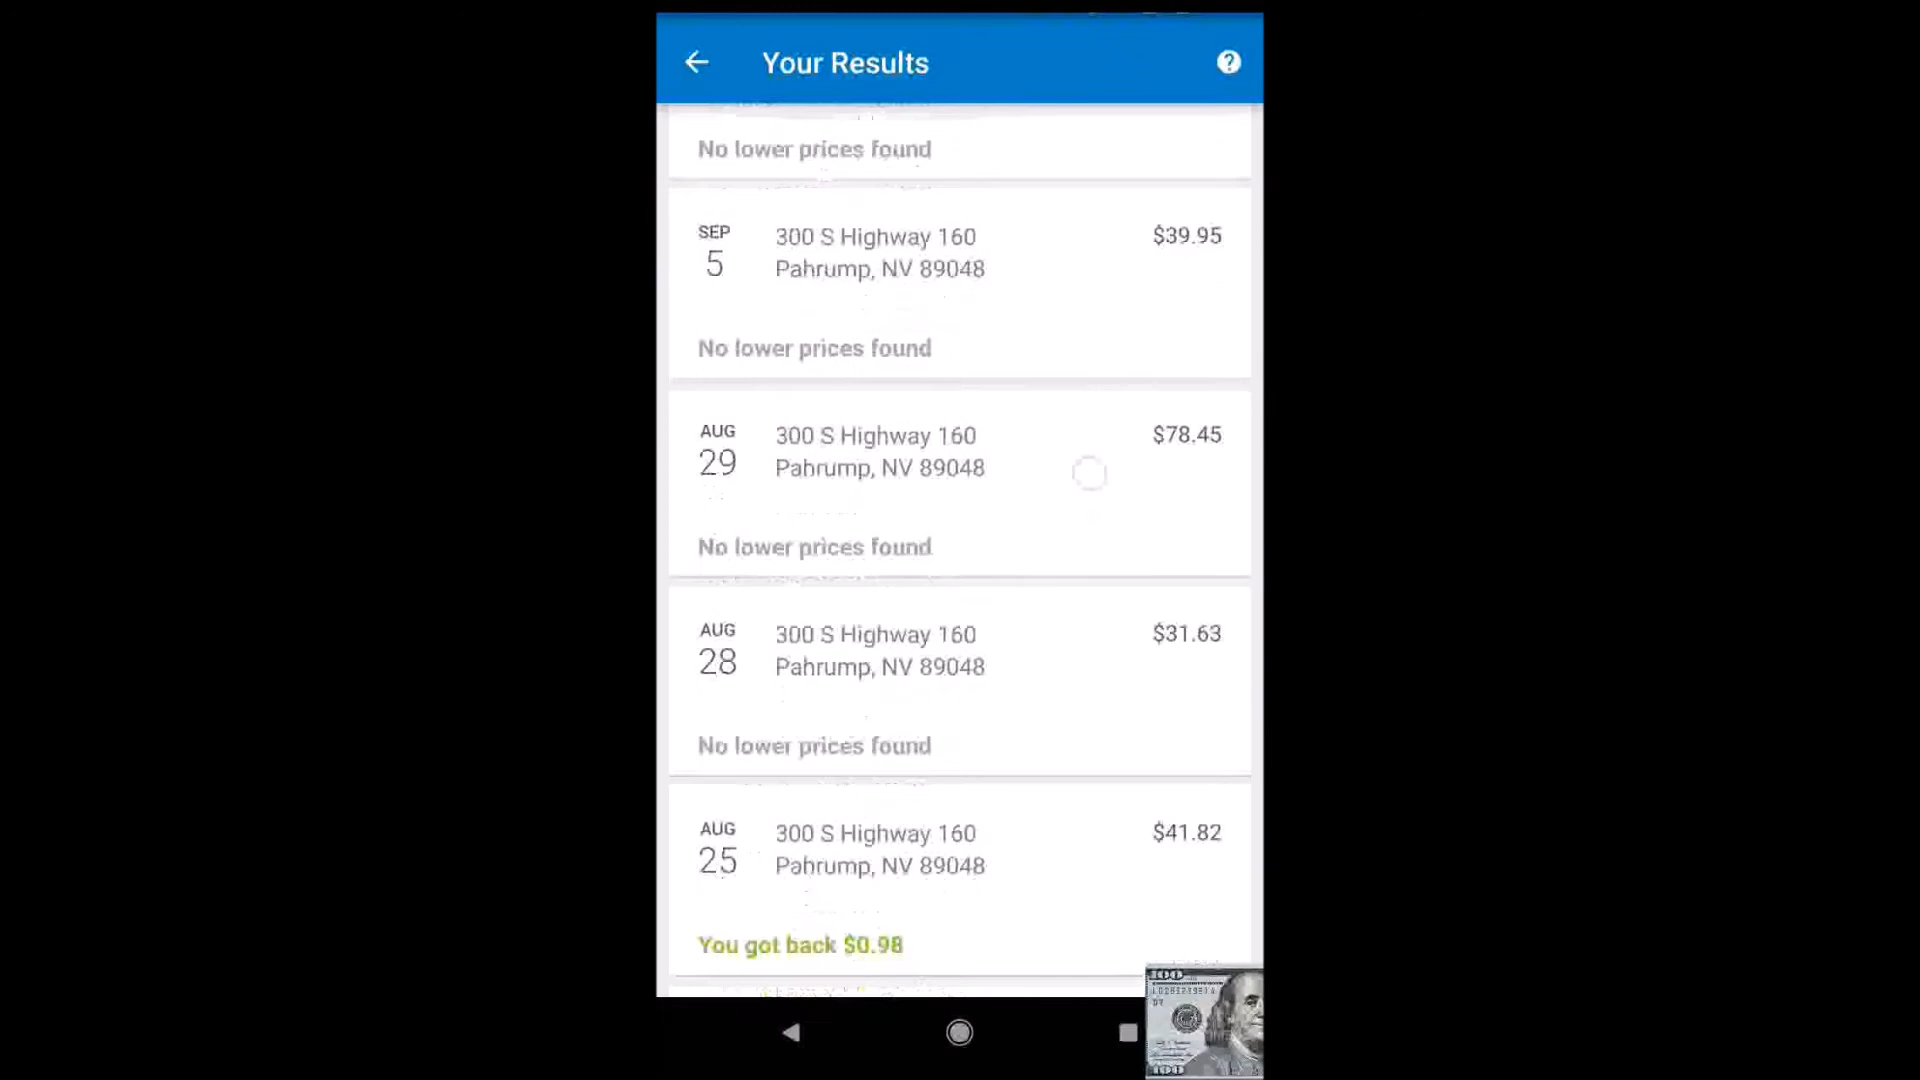 Your Results
No lower prices found
SEP
5
300 S Highway 160
Pahrump, NV 89048
$39.95
No lower prices found
AUG
29
300 S Highway 160
Pahrump, NV 89048
$78.45
No lower prices found
AUG
28
300 S Highway 160
Pahrump, NV 89048
$31.63
No lower prices found
AUG
25
300 S Highway 160
Pahrump, NV 89048
$41.82
You got back $0.98
100
100